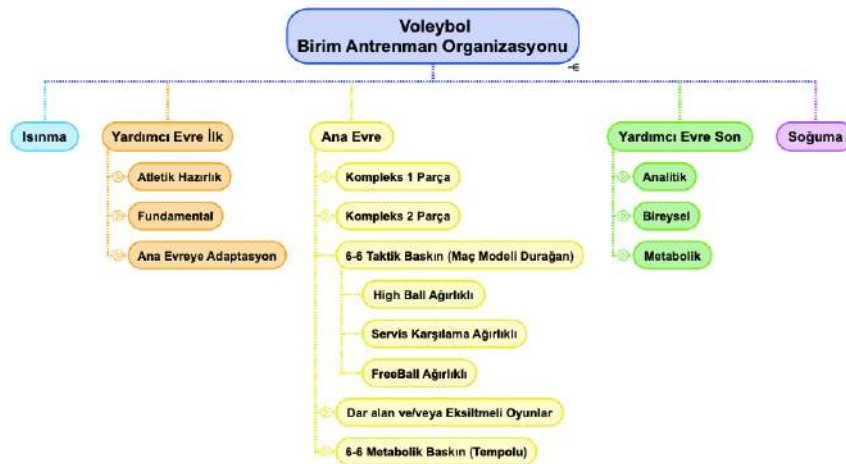 Voleybol
Birim Antrenman Organizasyonu
Isınma
Yardımcı Evre İlk
Atletik Hazırlık
Fundamental
Ana Evreye Adaptasyon
Ana Evre
Kompleks 1 Parça
Kompleks 2 Parça
6-6 Taktik Baskın (Maç Modeli Durağan)
High Ball Ağırlıklı
Servis Karşılama Ağırlıklı
FreeBall Ağırlıklı
Dar alan ve/veya Eksiltmeli Oyunlar
6-6 Metabolik Baskın (Tempolu)
Yardımcı Evre Son
Analitik
Bireysel
Metabolik
Soğuma